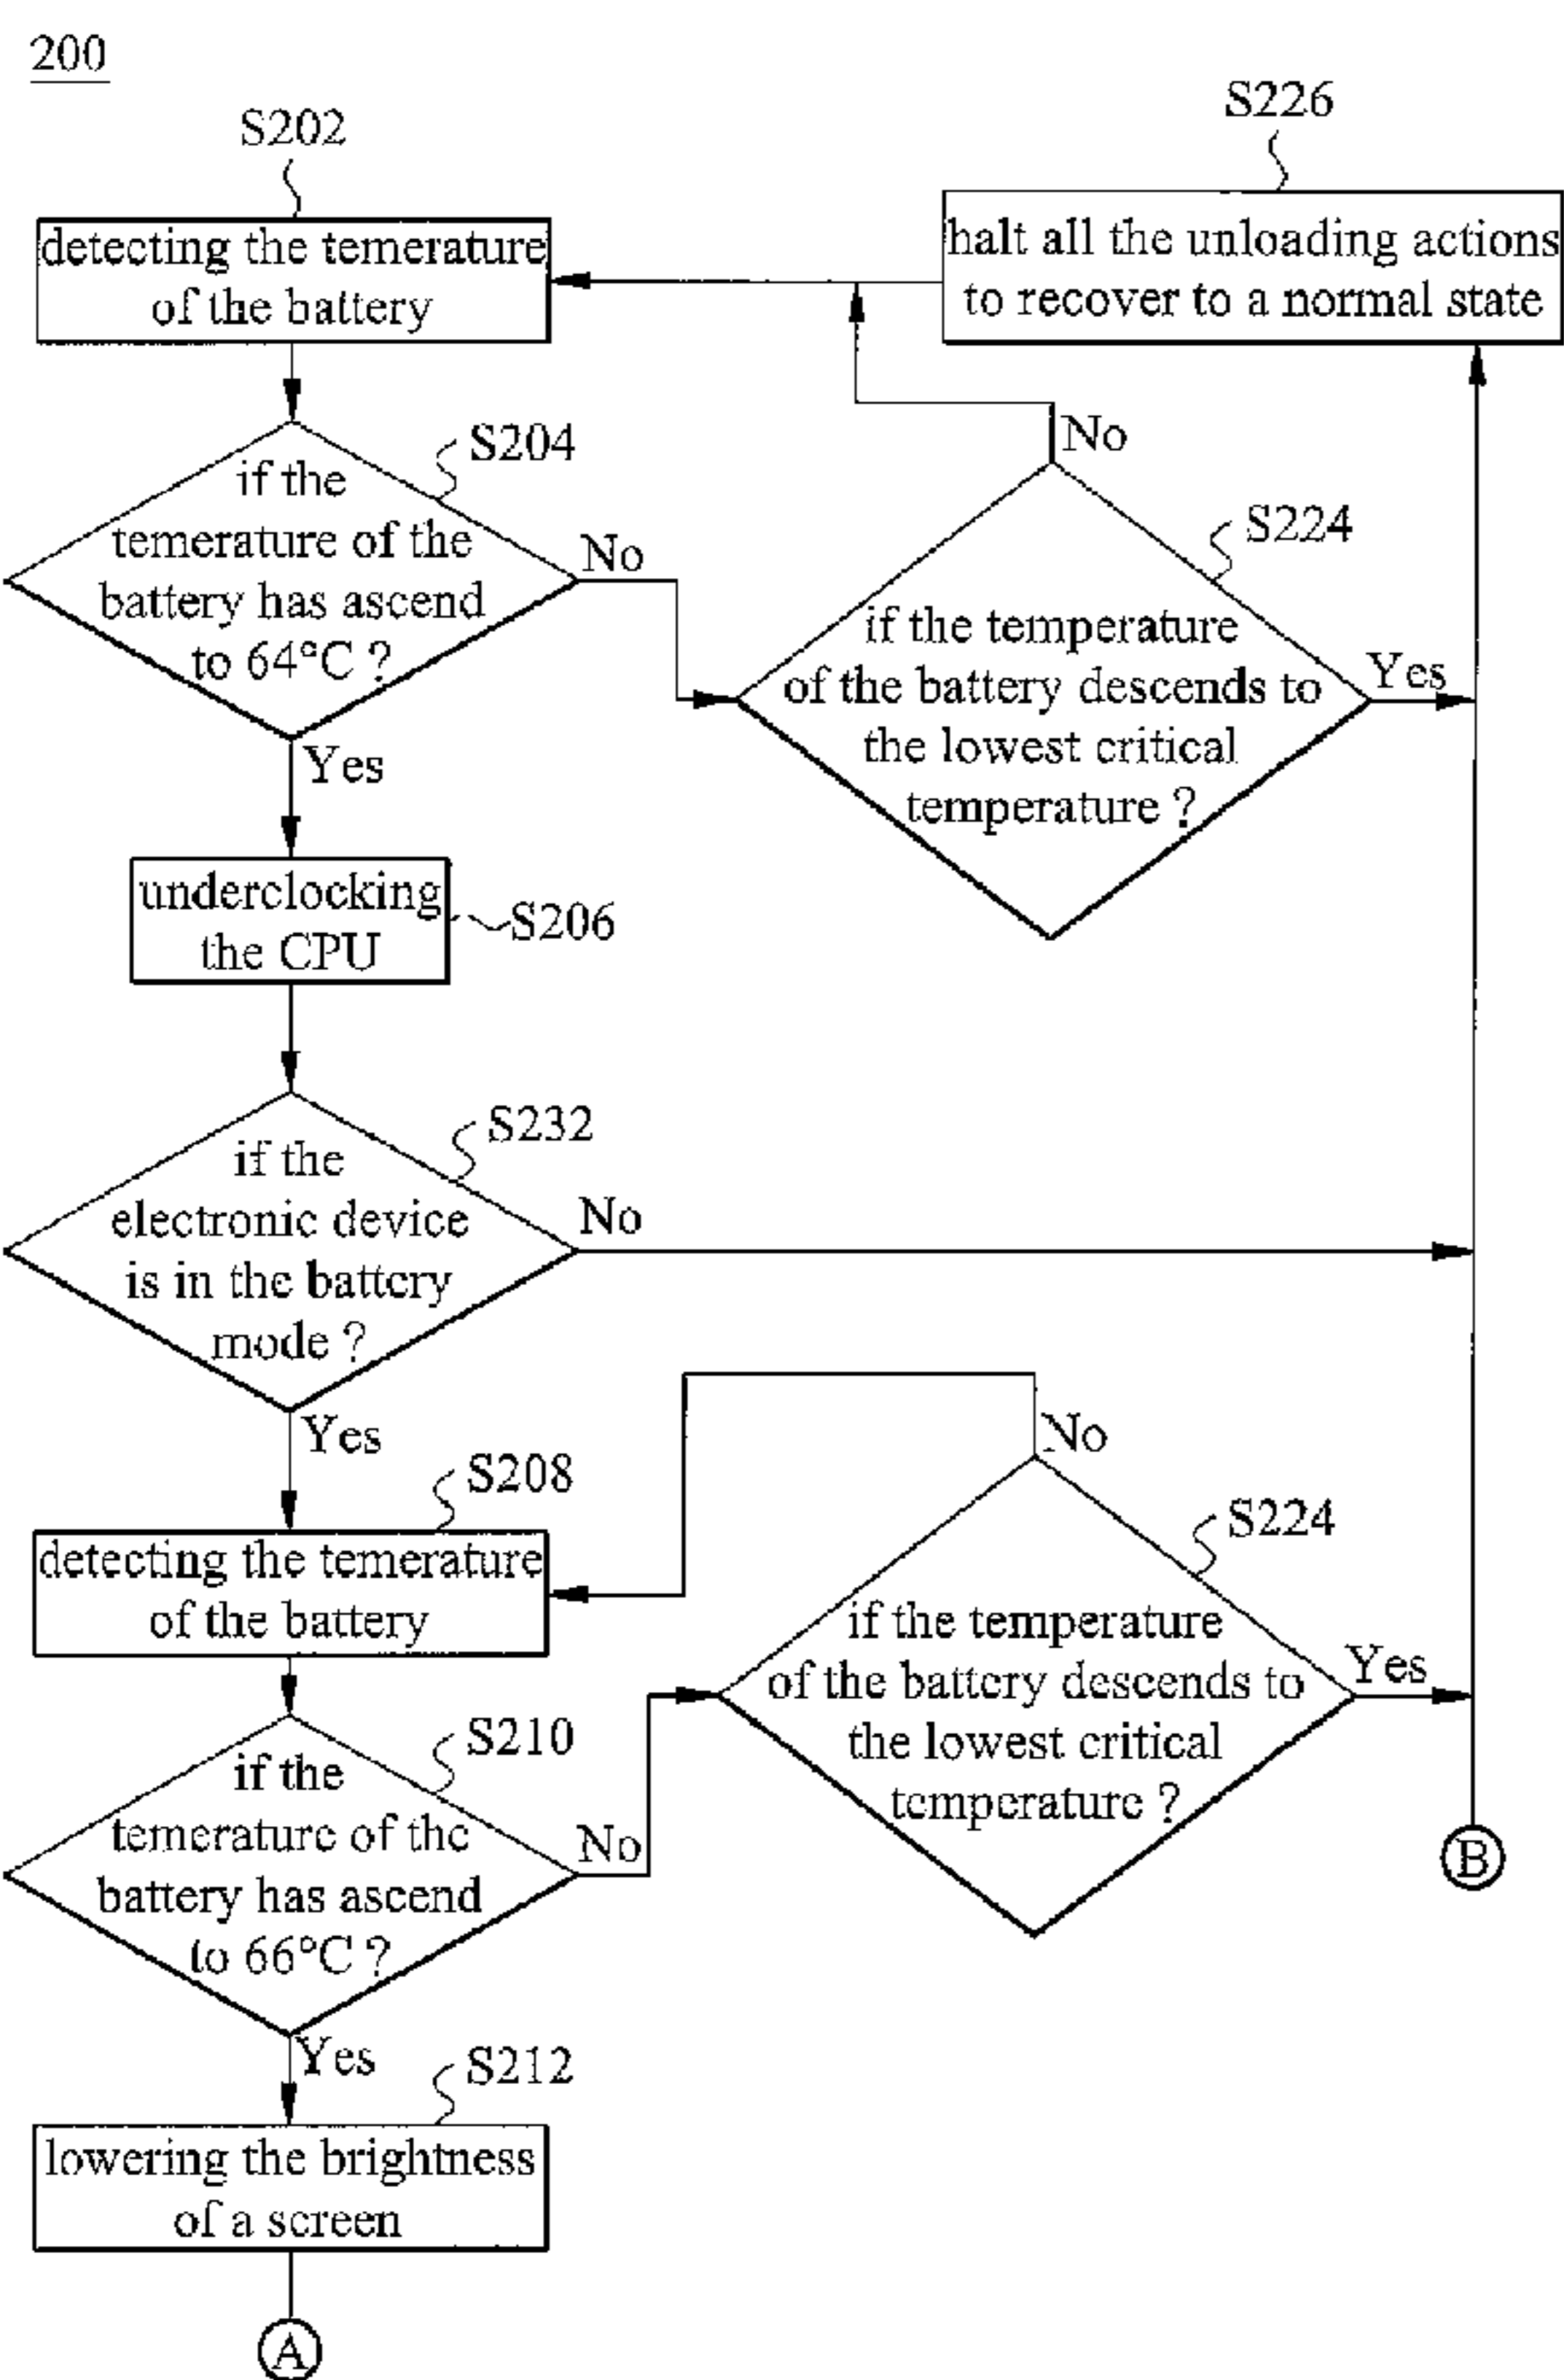 200
S202
detecting the temerature
of the battery
S226
halt all the unloading actions
to recover to a normal state
S204
if the
temerature of the
battery has ascend
to 64°C ?
No
Yes
No
S224
if the temperature
of the battery descends to
the lowest critical
temperature ?
Yes
underclocking
the CPU
S206
S232
if the
electronic device
is in the battery
mode ?
No
Yes
S208
detecting the temerature
of the battery
No
S224
if the temperature
of the battery descends to
the lowest critical
temperature ?
Yes
S210
if the
temerature of the
battery has ascend
to 66°C ?
No
Yes
B
S212
lowering the brightness
of a screen
A